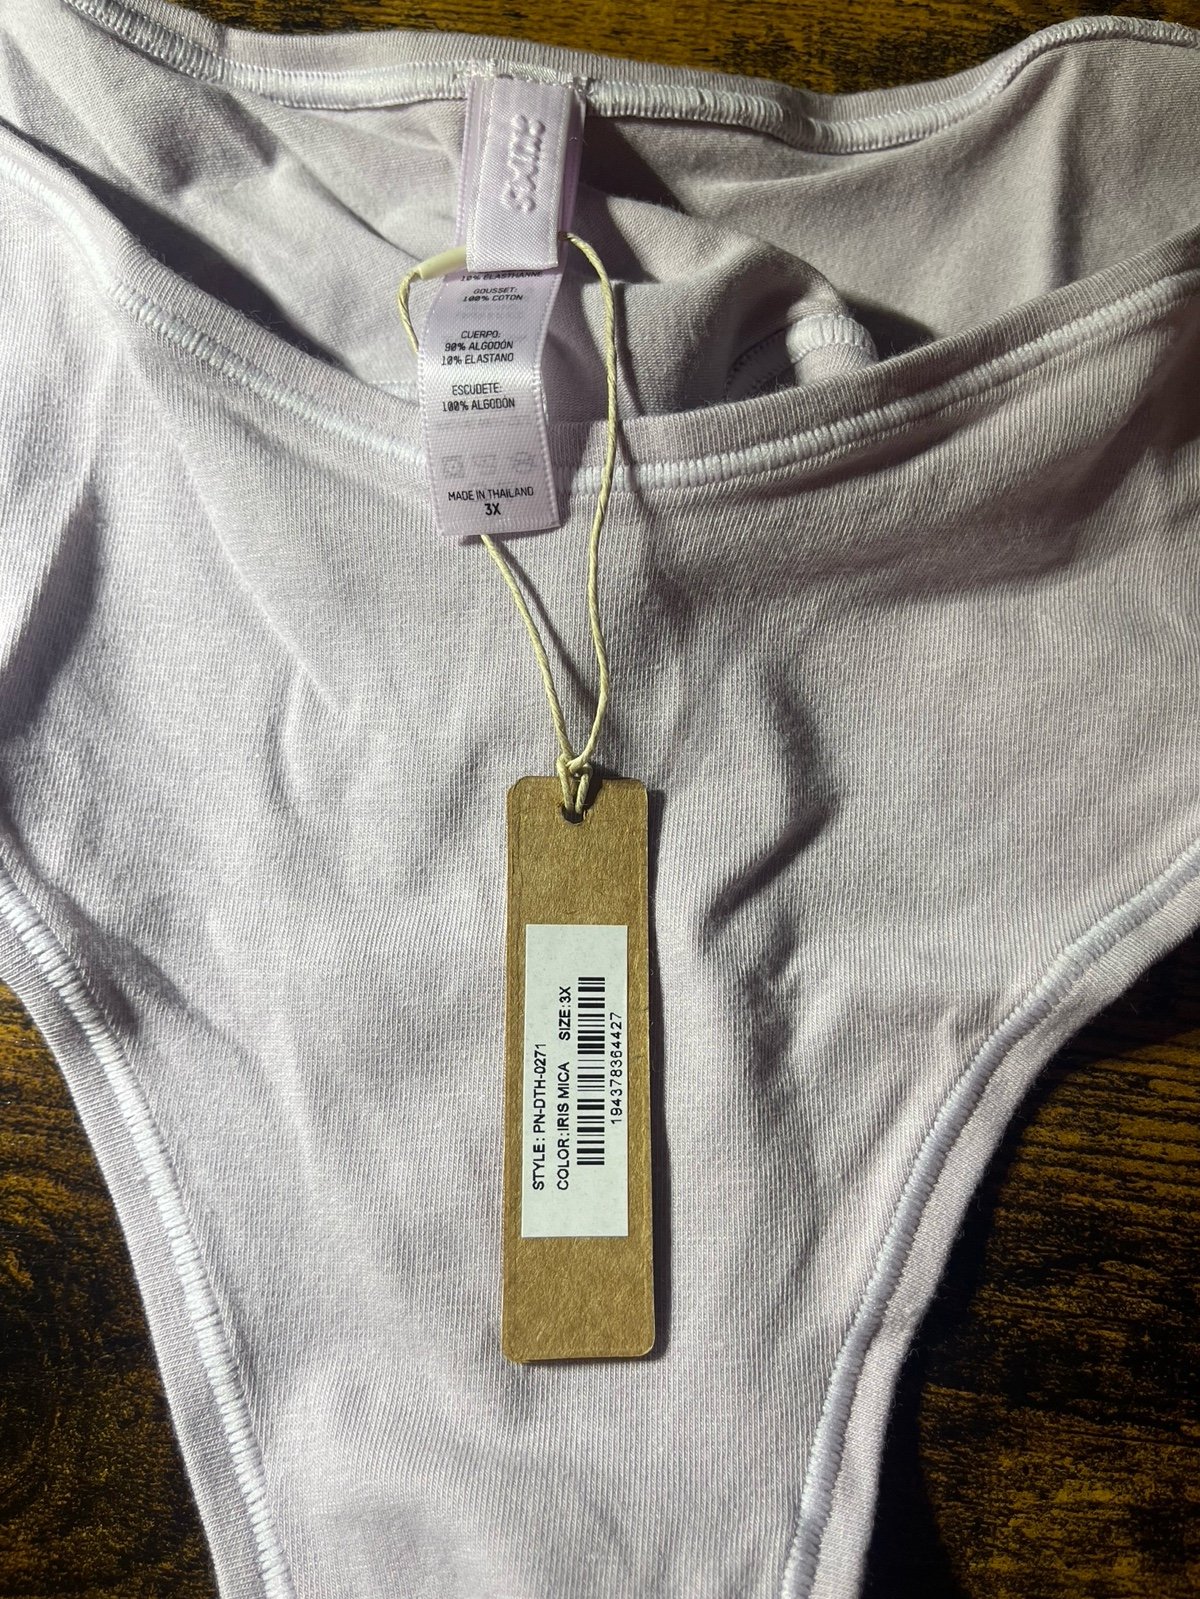 SKIMS
10% ELASTHANNE
GOUSSET:
100% COTON
CUERPO:
90% ALGODÓN
10% ELASTANO
ESCUDETE:
100% ALGODÓN
MADE IN THAILAND
3X
STYLE: PN-DTH-0271
COLOR:IRIS MICA SIZE:3X
194378364427